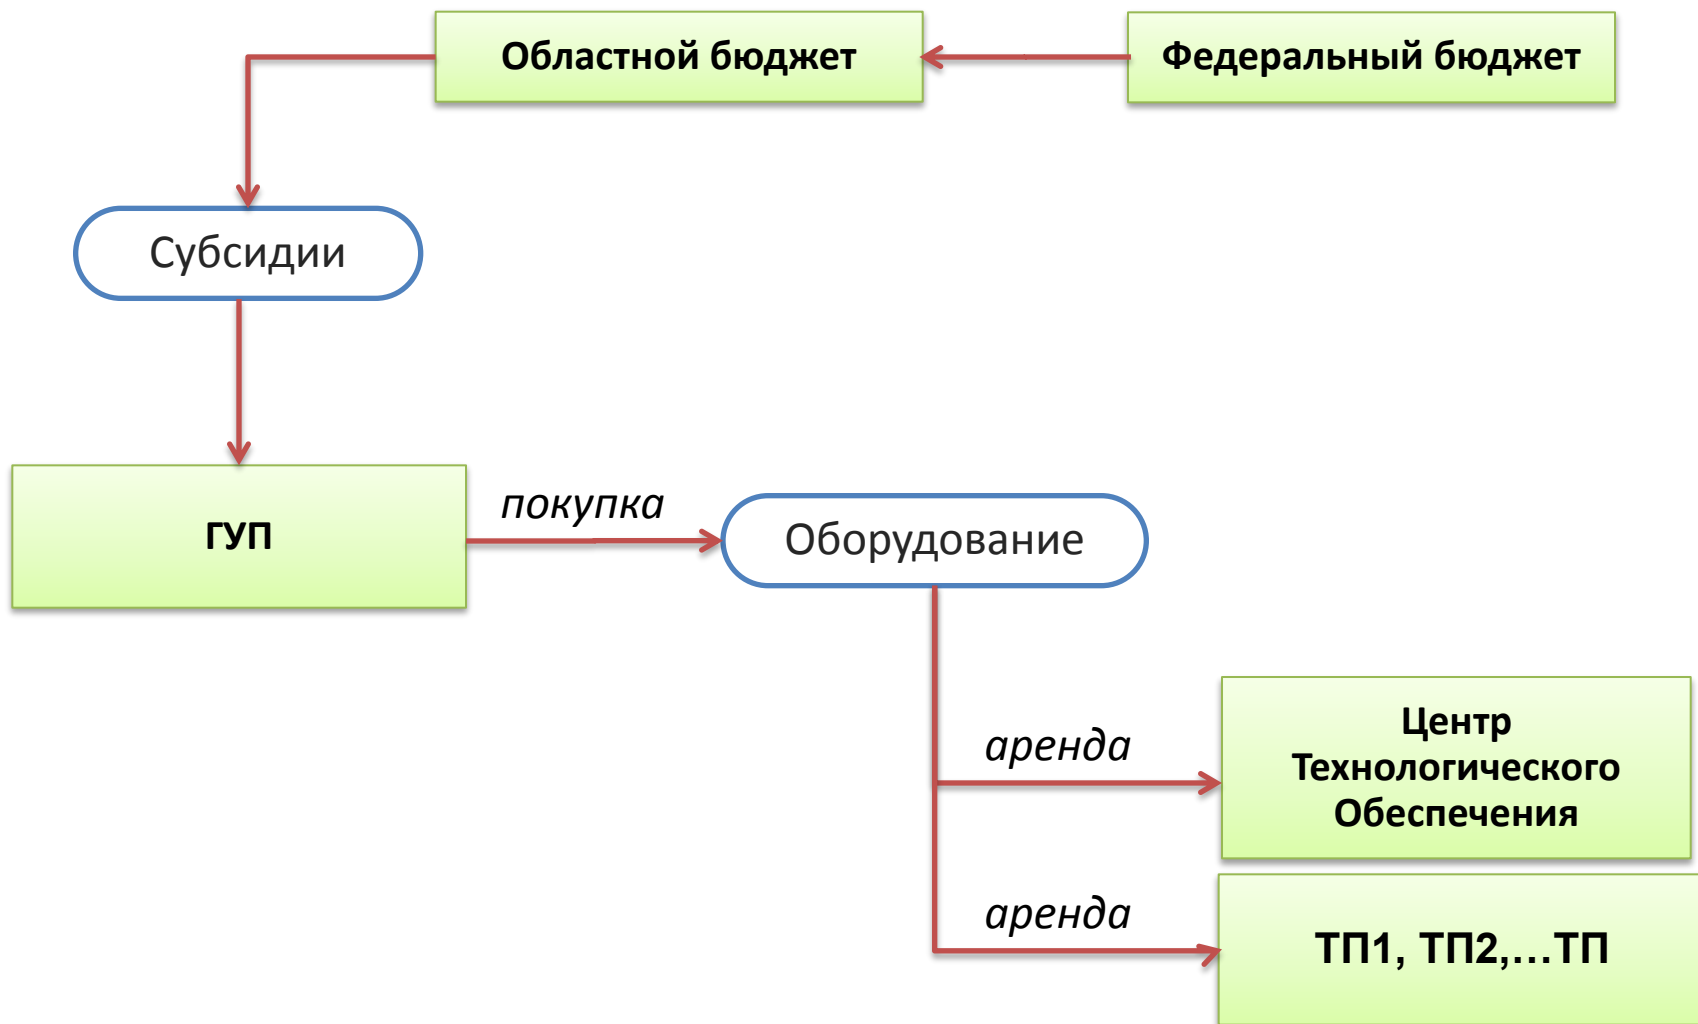 Областной бюджет
Федеральный бюджет
Субсидии
ГУП
покупка
Оборудование
аренда
Центр
Технологического
Обеспечения
аренда
ТП1, ТП2,...ТП